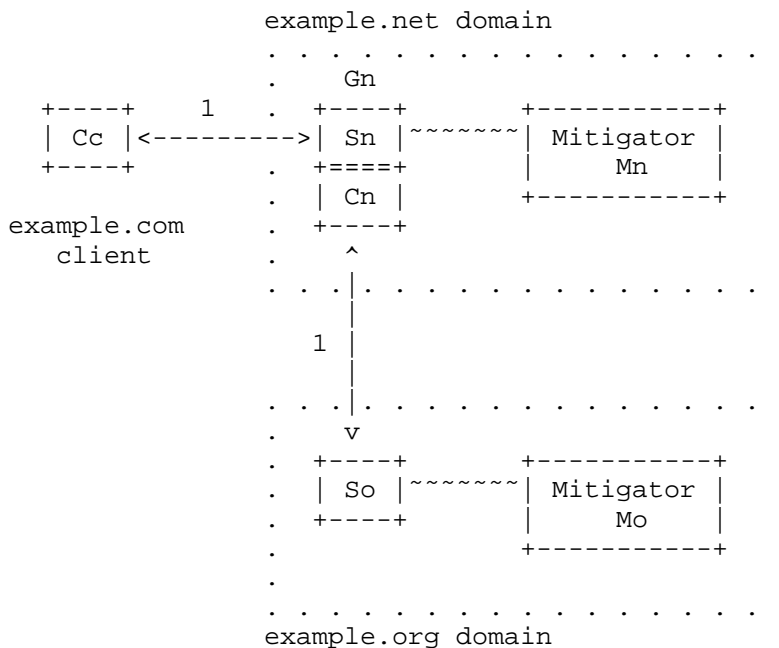 example.net domain
. . . . . . . . . . . . . . . .
. Gn
+----+ 1 . +----+ +-----------+
| Cc |<--------->| Sn |~~~~~~~| Mitigator |
+----+ . +====+ | Mn |
. | Cn | +-----------+
example.com . +----+
client . ^
. . .|. . . . . . . . . . . . .
|
1 |
|
. . .|. . . . . . . . . . . . .
. v
. +----+ +-----------+
. | So |~~~~~~~| Mitigator |
. +----+ | Mo |
. +-----------+
.
. . . . . . . . . . . . . . . .
example.org domain